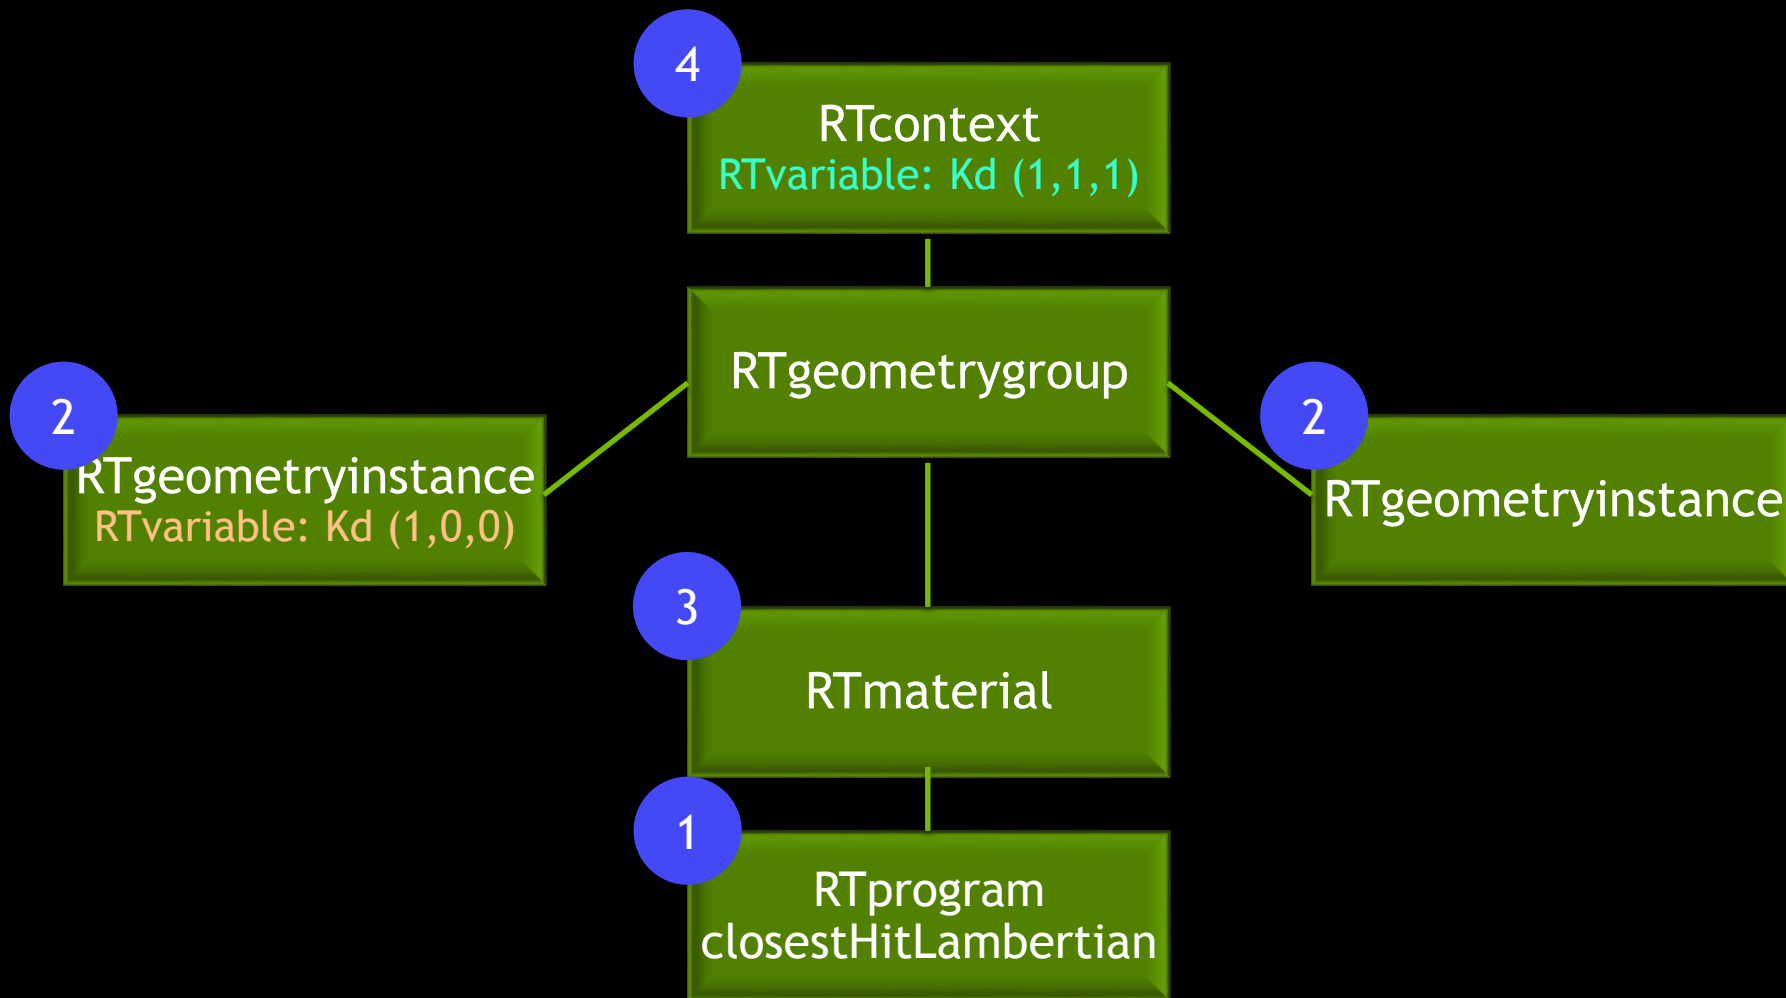 4
RTcontext
RTvariable: Kd (1,1,1)
RTgeometrygroup
2
RTgeometryinstance
RTvariable: Kd (1,0,0)
2
RTgeometryinstance
3
RTmaterial
1
RTprogram
closestHitLambertian